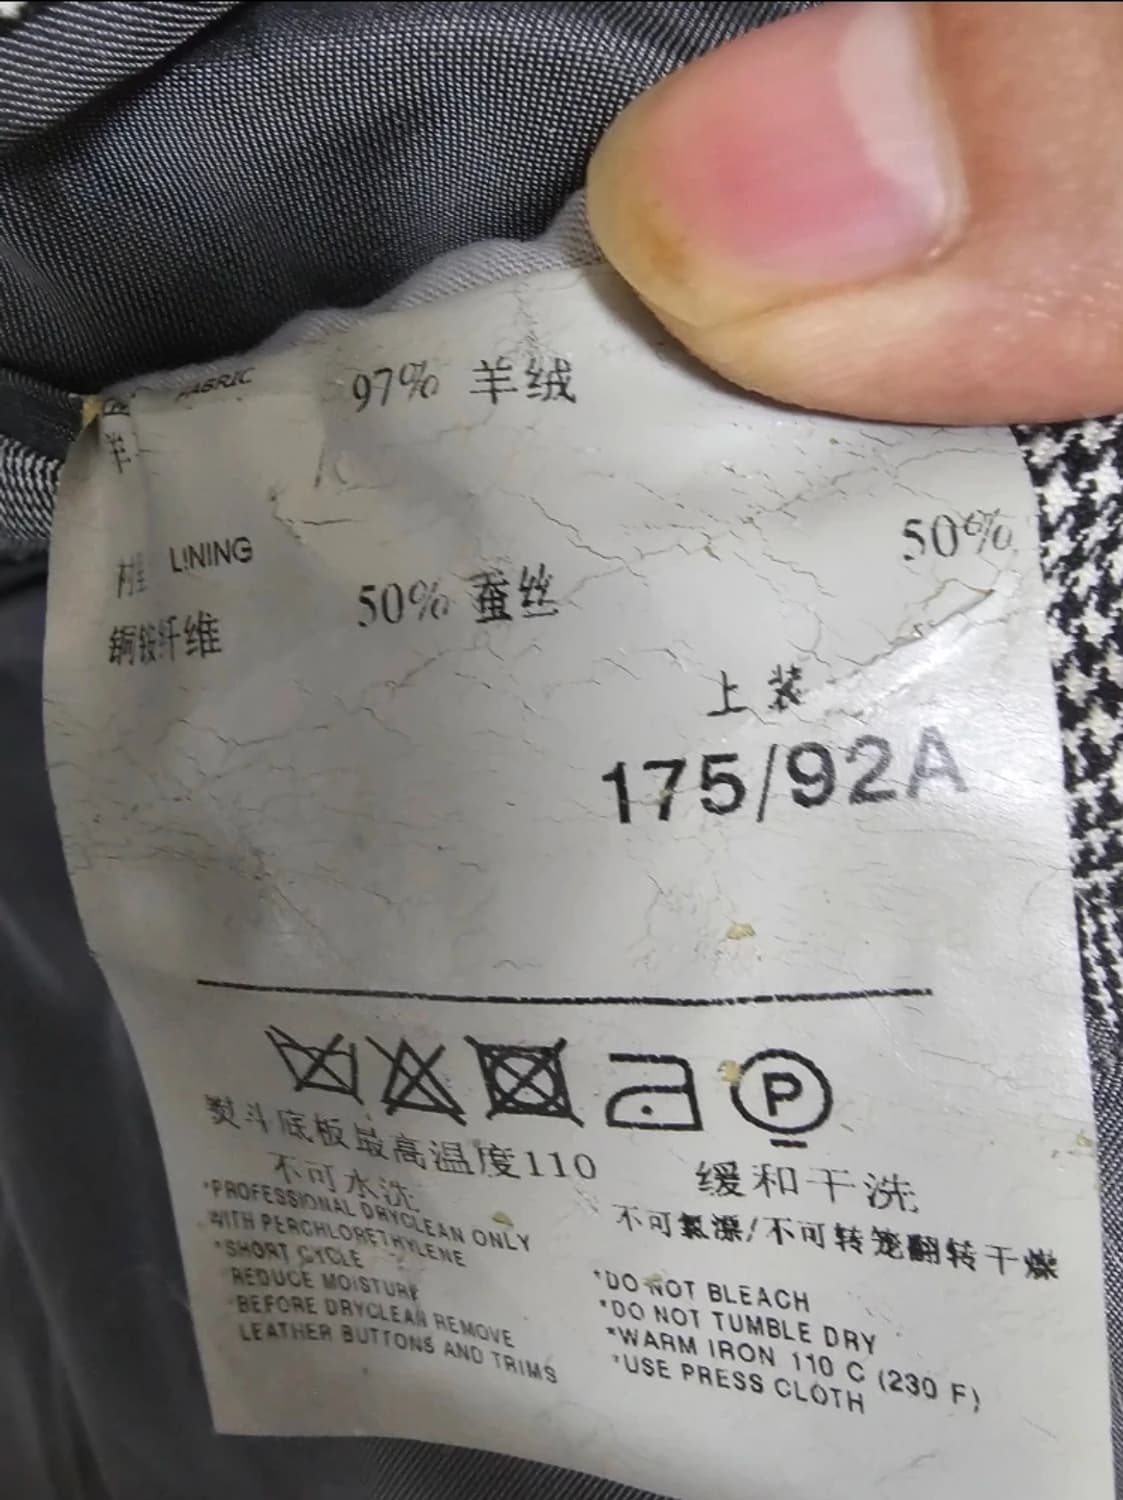 FABRIC 97% 羊绒
羊
LINING 50% 蚕丝 50%
铜铵纤维
上装
175/92A
P
熨斗底板最高温度110
缓和干洗
不可水洗
不可氯漂/不可转笼翻转干燥
*PROFESSIONAL DRYCLEAN ONLY
WITH PERCHLORETHYLENE
*SHORT CYCLE
*REDUCE MOISTURE
*BEFORE DRYCLEAN REMOVE
LEATHER BUTTONS AND TRIMS
*DO NOT BLEACH
*DO NOT TUMBLE DRY
*WARM IRON 110 C (230 F)
*USE PRESS CLOTH